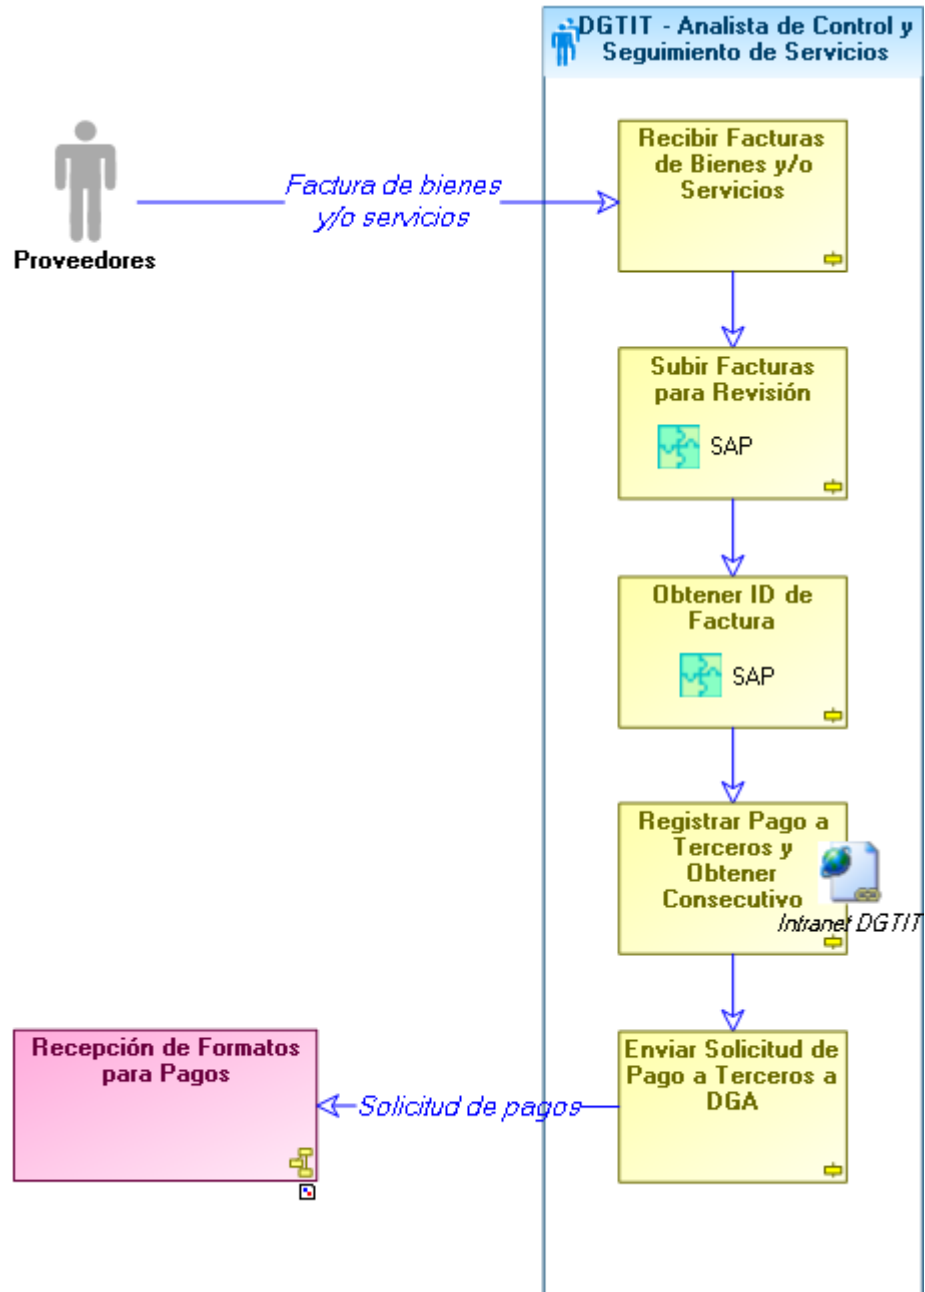 DGTIT - Analista de Control y
Seguimiento de Servicios
Recibir Facturas
de Bienes y/o
Servicios
Factura de bienes
y/o servicios
Proveedores
Subir Facturas
para Revisión
SAP
Obtener ID de
Factura
SAP
Registrar Pago a
Terceros y
Obtener
Consecutivo
Intranet DGTIT
Enviar Solicitud de
Pago a Terceros a
DGA
Solicitud de pagos
Recepción de Formatos
para Pagos